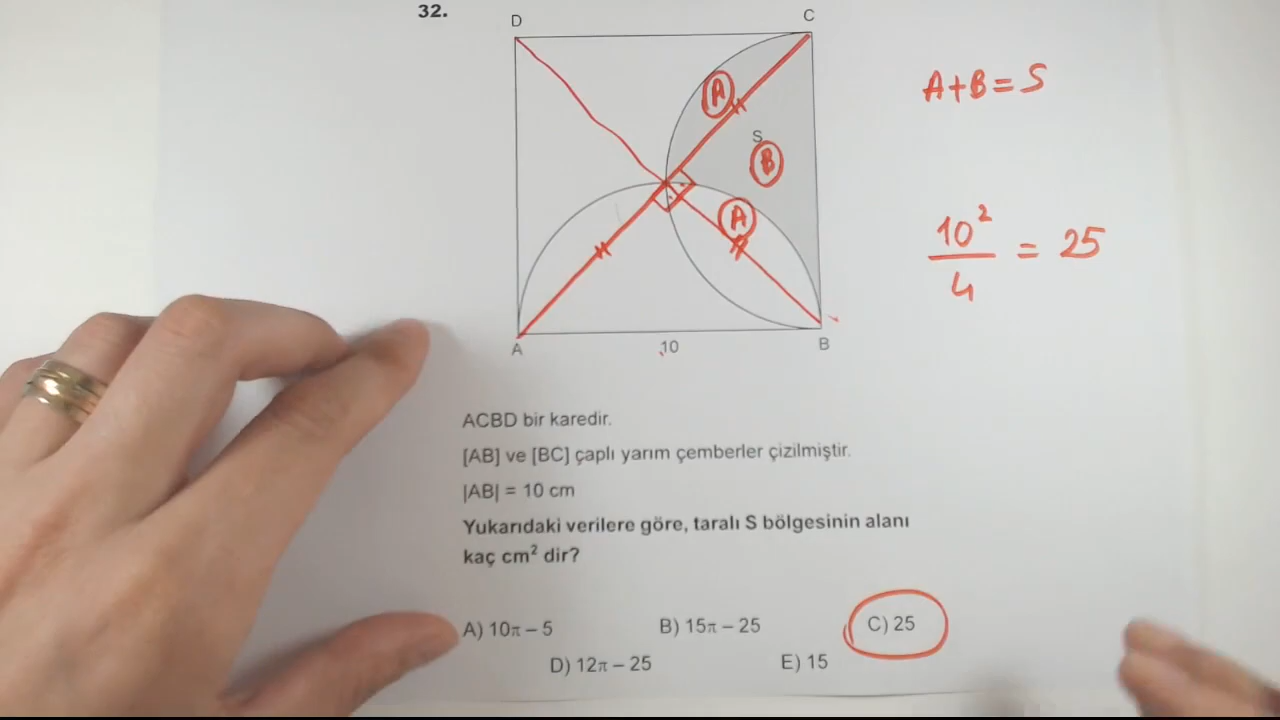 32.
D
C
A
S
B
A
A
10
B
A+B=S
10²/4 = 25
ACBD bir karedir.
[AB] ve [BC] çaplı yarım çemberler çizilmiştir.
|AB| = 10 cm
Yukarıdaki verilere göre, taralı S bölgesinin alanı
kaç cm² dir?
A) 10π – 5 B) 15π – 25 C) 25
D) 12π – 25 E) 15